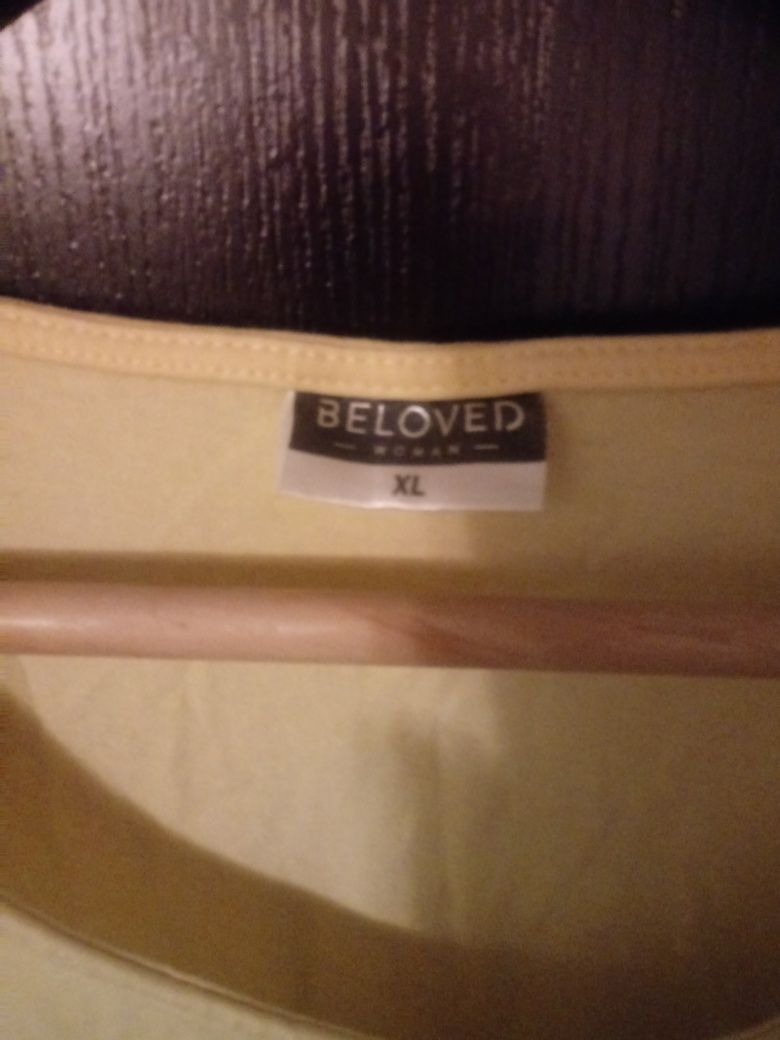 BELOVED
— WOMAN —
XL